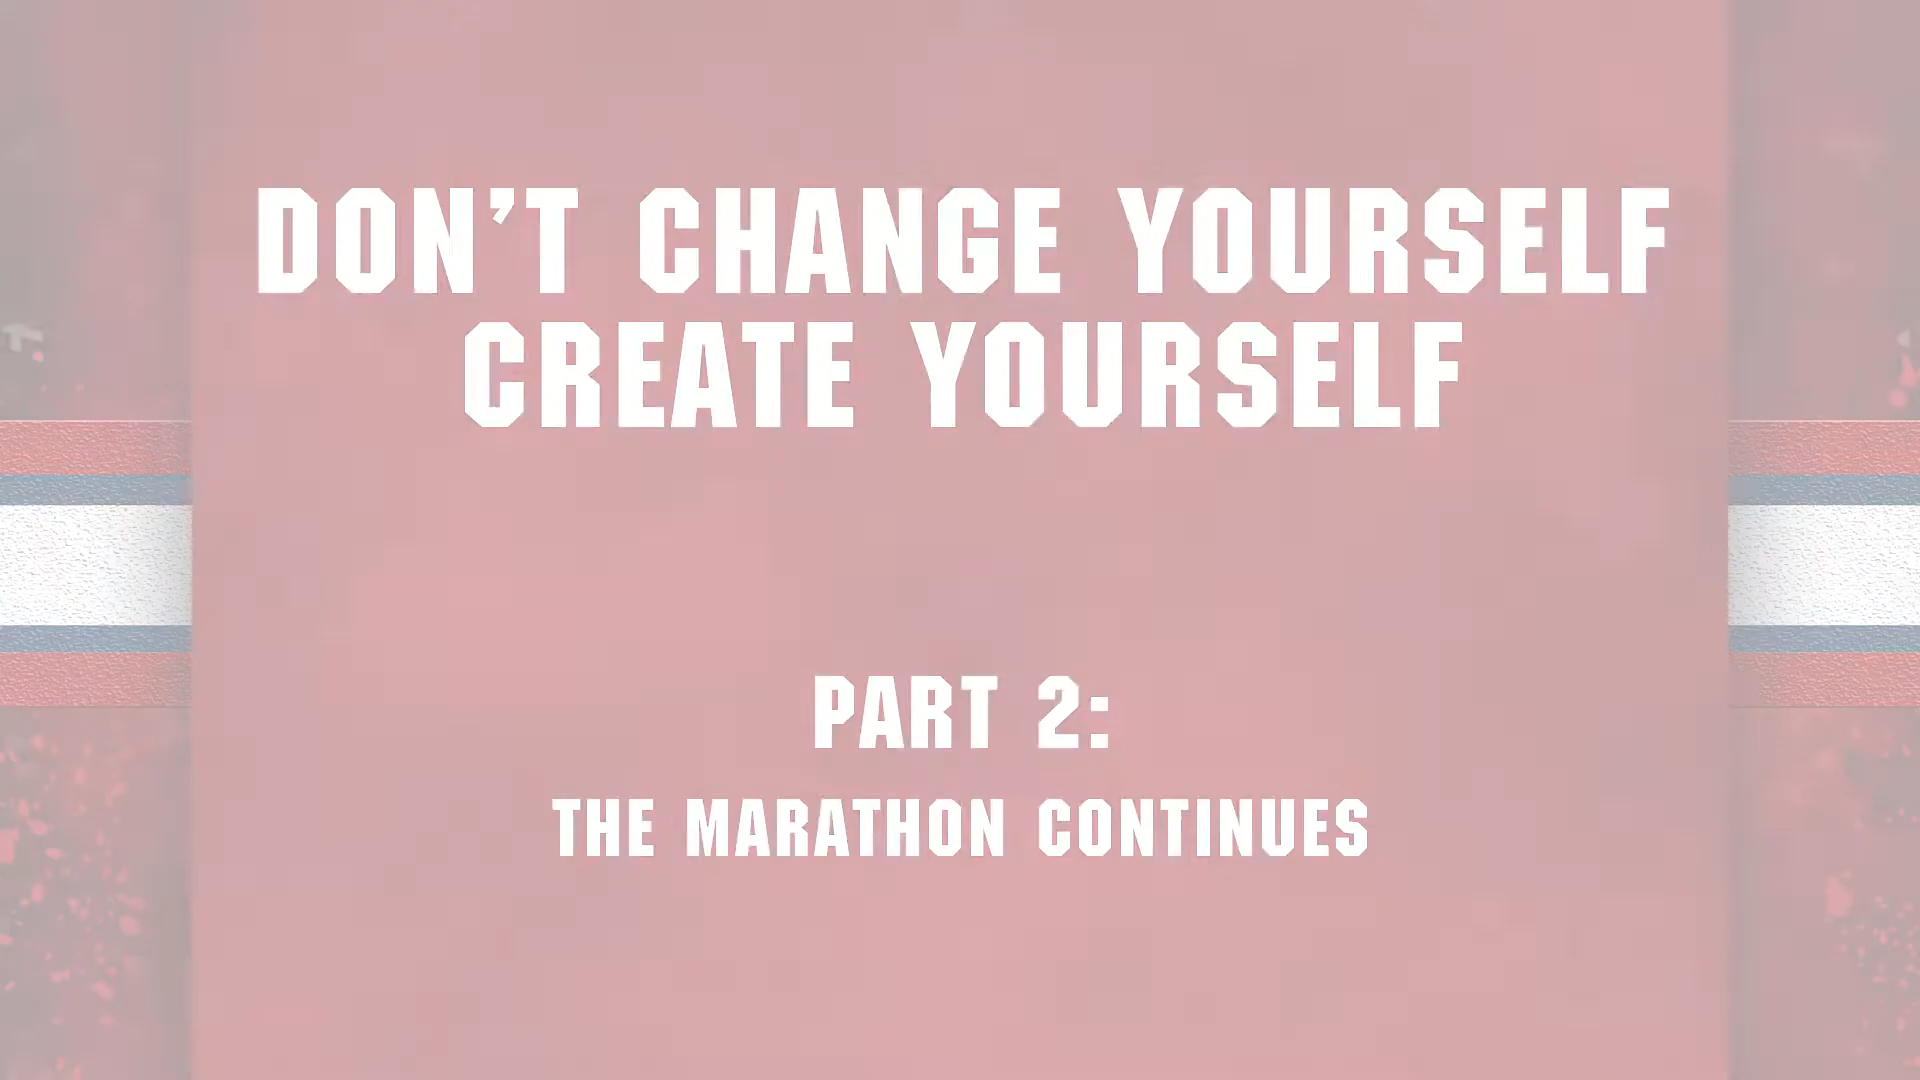 DON'T CHANGE YOURSELF
CREATE YOURSELF
PART 2:
THE MARATHON CONTINUES